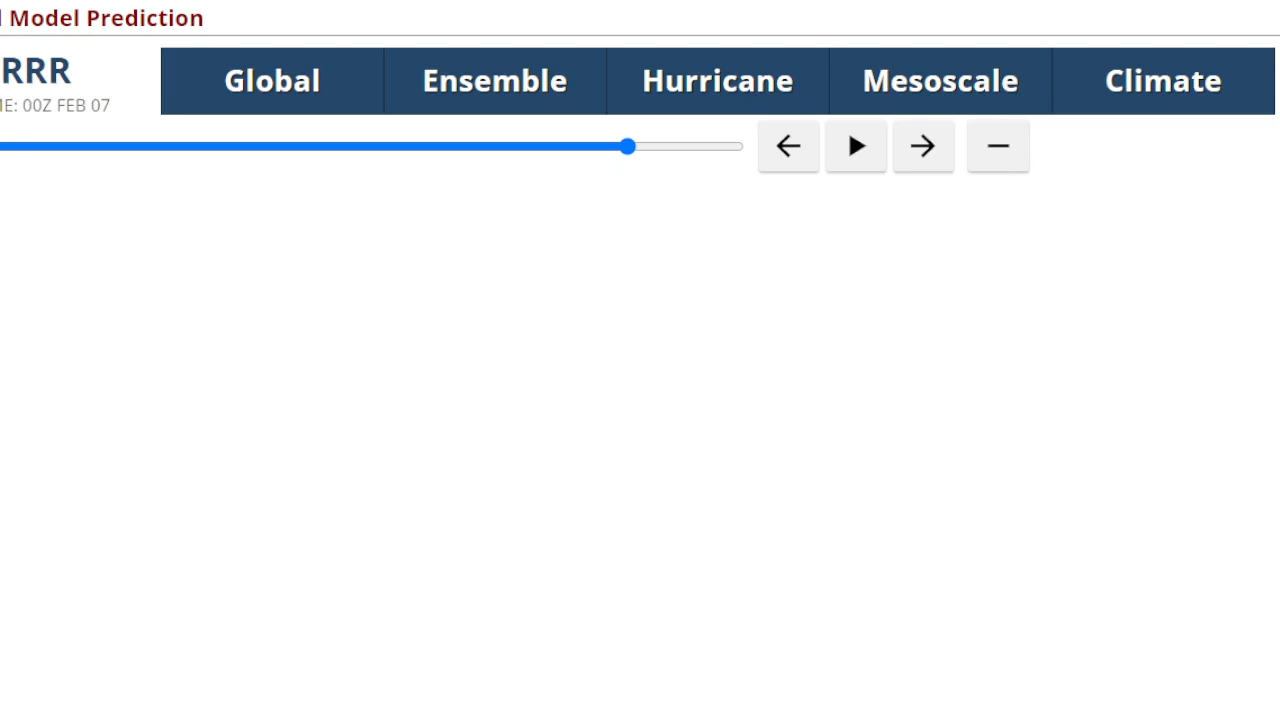 Model Prediction
RRR
Global Ensemble Hurricane Mesoscale Climate
E: 00Z FEB 07